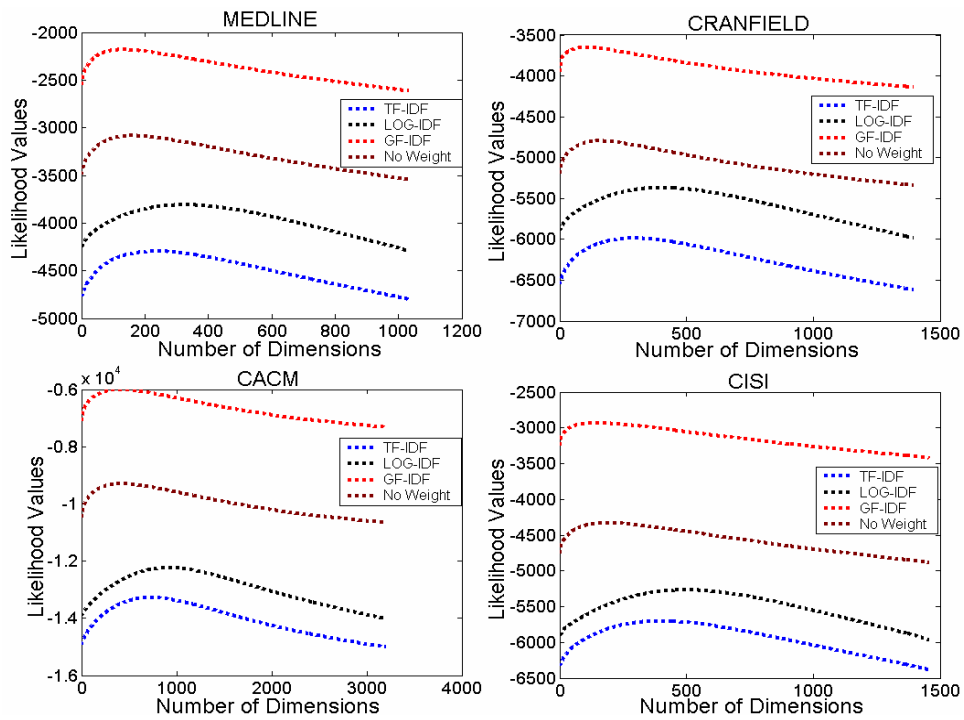 MEDLINE
-2000
-2500
-3000
-3500
-4000
-4500
-5000
Likelihood Values
TF-IDF
LOG-IDF
GF-IDF
No Weight
0 200 400 600 800 1000 1200
Number of Dimensions
CRANFIELD
-3500
-4000
-4500
-5000
-5500
-6000
-6500
-7000
Likelihood Values
TF-IDF
LOG-IDF
GF-IDF
No Weight
0 500 1000 1500
Number of Dimensions
CACM
x 10⁴
-0.6
-0.8
-1
-1.2
-1.4
-1.6
Likelihood Values
TF-IDF
LOG-IDF
GF-IDF
No Weight
0 1000 2000 3000 4000
Number of Dimensions
CISI
-2500
-3000
-3500
-4000
-4500
-5000
-5500
-6000
-6500
Likelihood Values
TF-IDF
LOG-IDF
GF-IDF
No Weight
0 500 1000 1500
Number of Dimensions